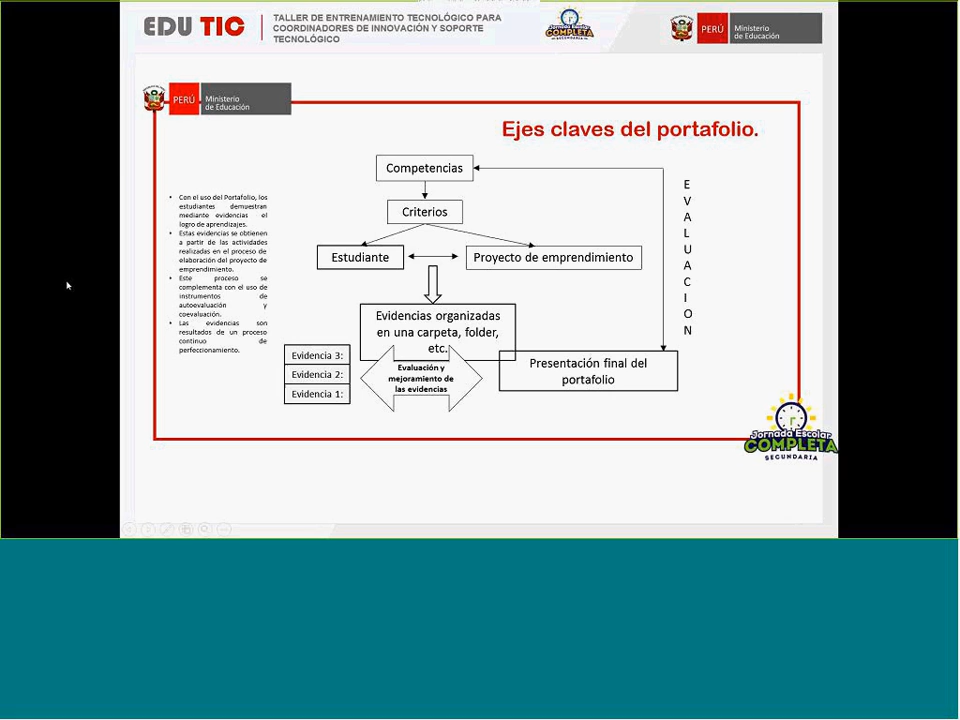 EDU TIC
TALLER DE ENTRENAMIENTO TECNOLÓGICO PARA
COORDINADORES DE INNOVACIÓN Y SOPORTE
TECNOLÓGICO
Jornada Escolar
COMPLETA
SECUNDARIA
PERÚ
Ministerio
de Educación
PERÚ
Ministerio
de Educación
Ejes claves del portafolio.
• Con el uso del Portafolio, los
estudiantes demuestran
mediante evidencias el
logro de aprendizajes.
• Estas evidencias se obtienen
a partir de las actividades
realizadas en el proceso de
elaboración del proyecto de
emprendimiento.
• Este proceso se
complementa con el uso de
instrumentos de
autoevaluación y
coevaluación.
• Las evidencias son
resultados de un proceso
continuo de
perfeccionamiento.
Competencias
Criterios
Estudiante
Proyecto de emprendimiento
Evidencias organizadas
en una carpeta, folder,
etc.
Evidencia 3:
Evidencia 2:
Evidencia 1:
Evaluación y
mejoramiento de
las evidencias
Presentación final del
portafolio
E
V
A
L
U
A
C
I
O
N
Jornada Escolar
COMPLETA
SECUNDARIA